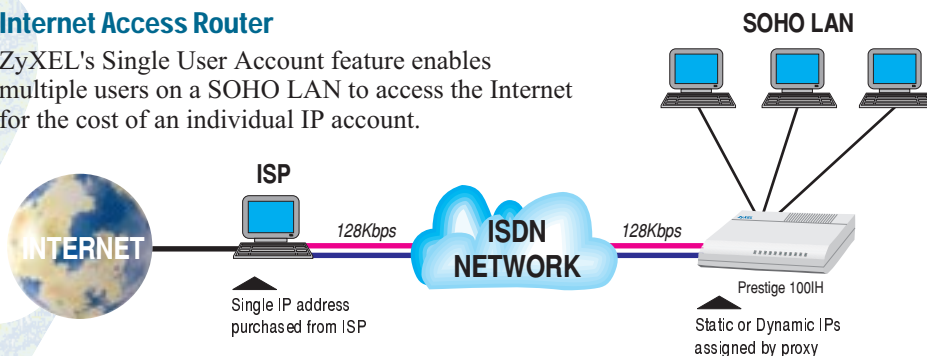 Internet Access Router
ZyXEL's Single User Account feature enables
multiple users on a SOHO LAN to access the Internet
for the cost of an individual IP account.
SOHO LAN
ISP
INTERNET
128Kbps
ISDN
NETWORK
128Kbps
Prestige 100IH
Single IP address
purchased from ISP
Static or Dynamic IPs
assigned by proxy